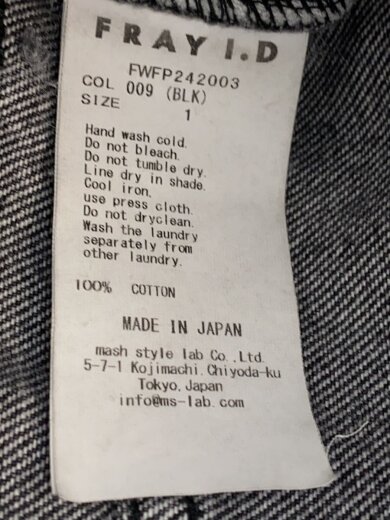 FRAY I.D
FWFP242003
COL 009 (BLK)
SIZE 1
Hand wash cold.
Do not bleach.
Do not tumble dry.
Line dry in shade.
Cool iron.
use press cloth.
Do not dryclean.
Wash the laundry
separately from
other laundry.
100% COTTON
MADE IN JAPAN
mash style lab Co.,Ltd.
5-7-1 Kojimachi, Chiyoda-ku
Tokyo, Japan
info@ms-lab.com